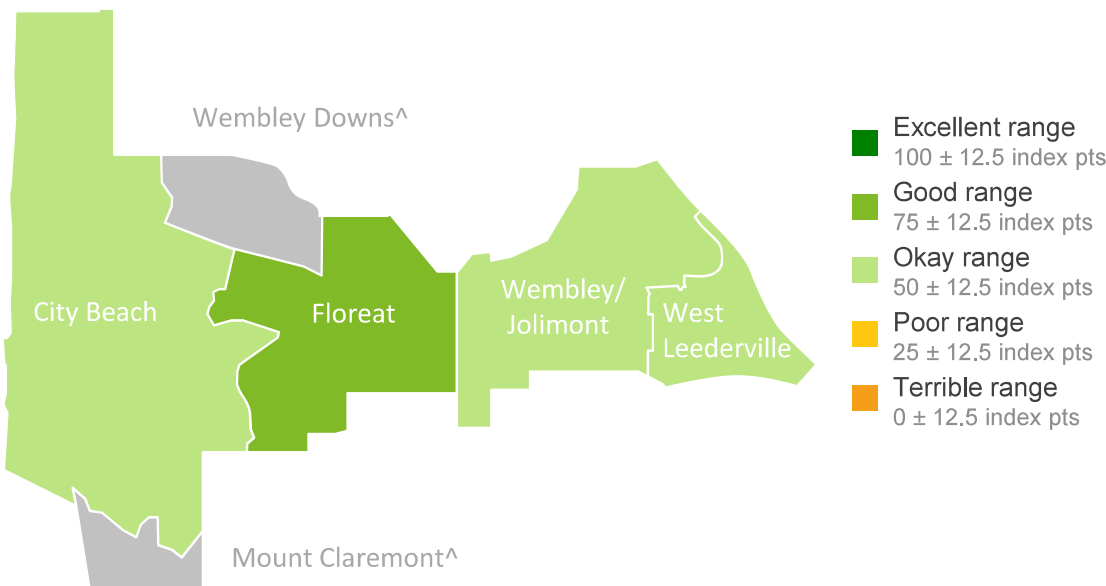 Wembley Downs^
City Beach
Floreat
Wembley/
Jolimont
West
Leederville
Mount Claremont^
Excellent range
100 ± 12.5 index pts
Good range
75 ± 12.5 index pts
Okay range
50 ± 12.5 index pts
Poor range
25 ± 12.5 index pts
Terrible range
0 ± 12.5 index pts